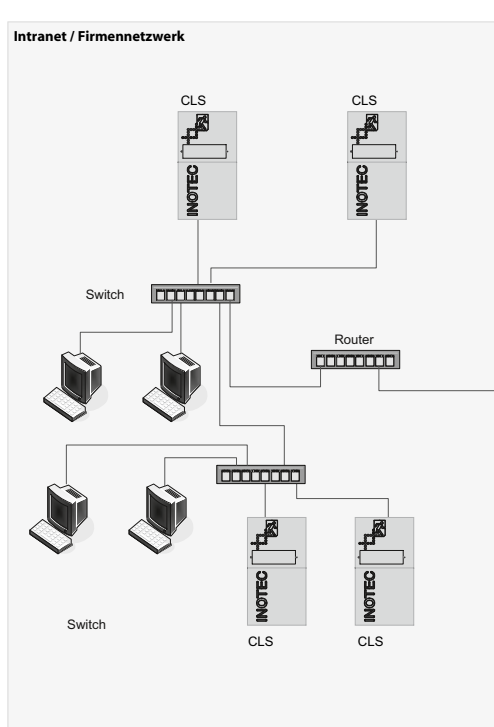 Intranet / Firmennetzwerk
CLS
CLS
INOTEC
INOTEC
Switch
Router
INOTEC
INOTEC
Switch
CLS
CLS